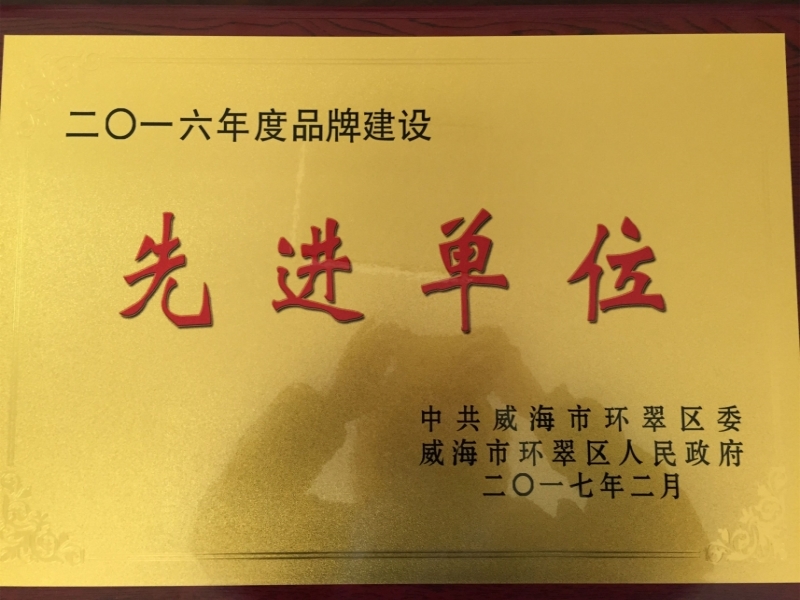 二〇一六年度品牌建设
先进单位
中共威海市环翠区委
威海市环翠区人民政府
二〇一七年二月